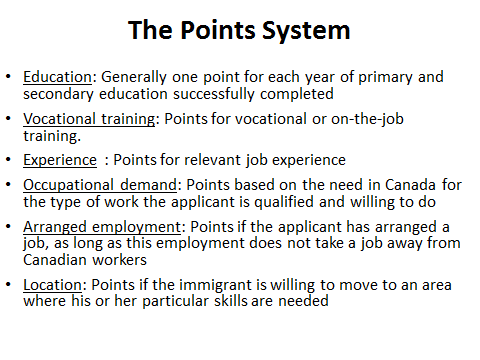 The Points System
• Education: Generally one point for each year of primary and
secondary education successfully completed
• Vocational training: Points for vocational or on-the-job
training.
• Experience : Points for relevant job experience
• Occupational demand: Points based on the need in Canada for
the type of work the applicant is qualified and willing to do
• Arranged employment: Points if the applicant has arranged a
job, as long as this employment does not take a job away from
Canadian workers
• Location: Points if the immigrant is willing to move to an area
where his or her particular skills are needed